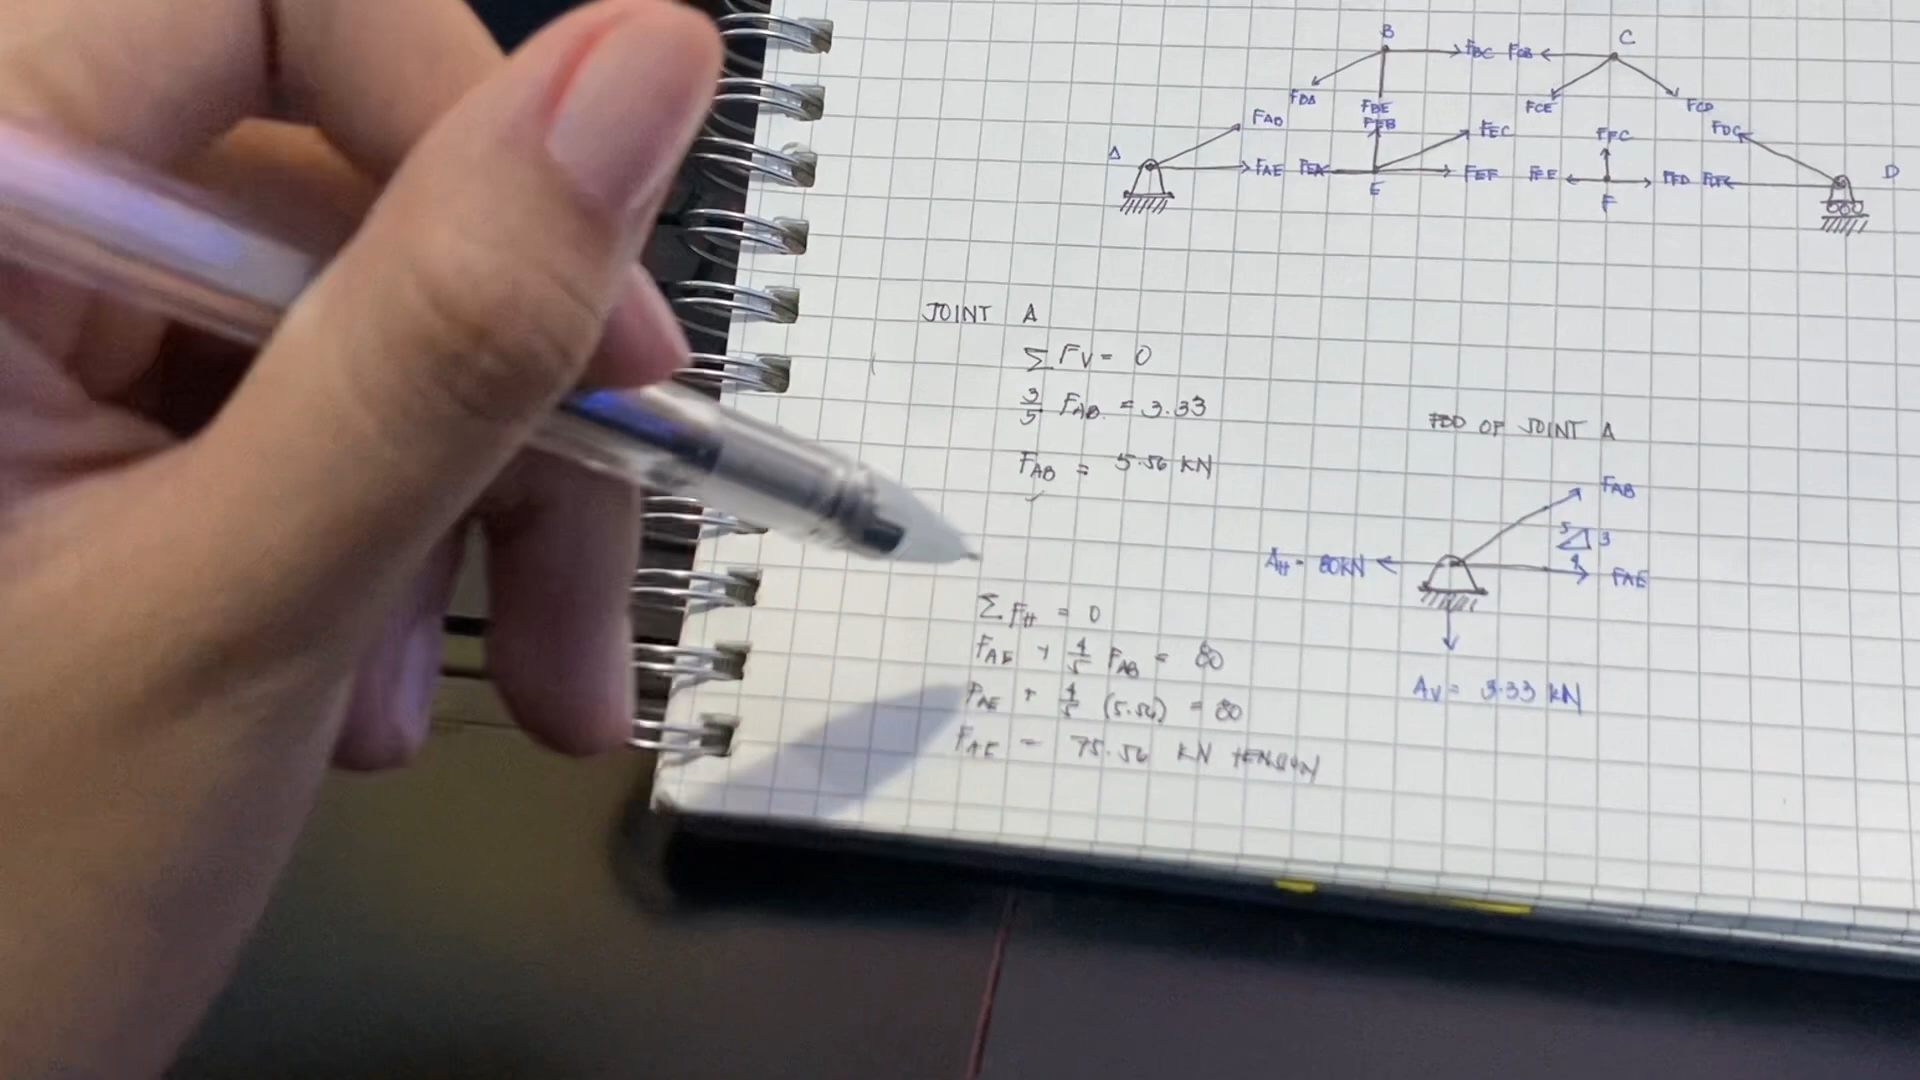 B
C
FBC FCB
FBA
FCE
FCD
FAB
FBE
FEB
FEC
FFC
FDC
A
FAE FEA
FEF
FFE
FFD FDF
D
E
F
JOINT A
Σ FV = 0
3/5 FAB = 3.33
FAB = 5.56 KN
FBD OF JOINT A
FAB
5 3
4
AH = 80KN
FAE
AV = 3.33 KN
Σ FH = 0
FAE + 4/5 FAB = 80
FAE + 4/5 (5.56) = 80
FAE = 75.56 KN TENSION